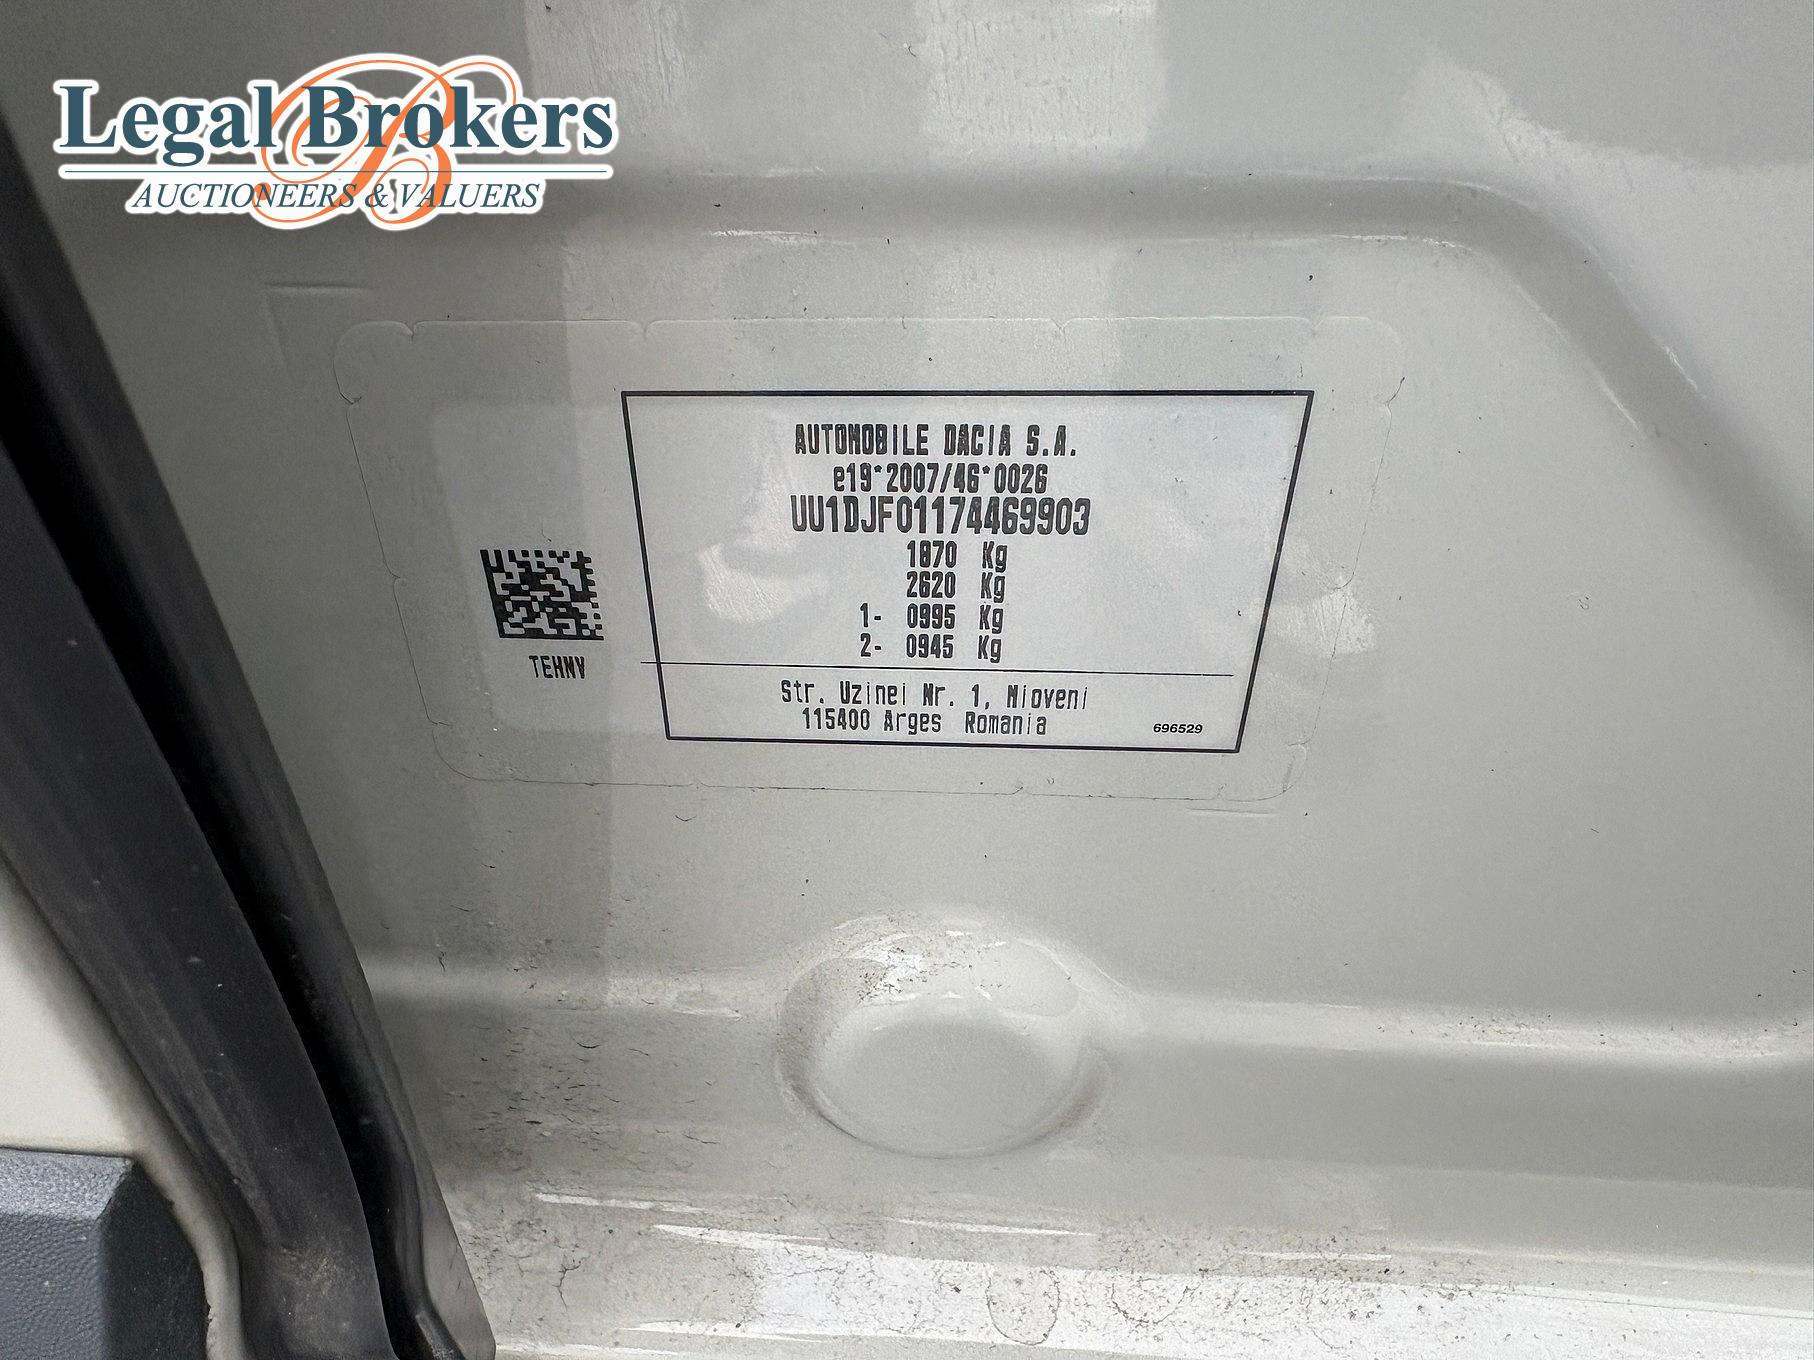 Legal Brokers
AUCTIONEERS & VALUERS
AUTOMOBILE DACIA S.A.
e19*2007/46*0026
UU1DJF01174469903
1870 Kg
2620 Kg
1- 0995 Kg
2- 0945 Kg
TEHNV
Str. Uzinei Nr. 1, Mioveni
115400 Arges Romania
696529